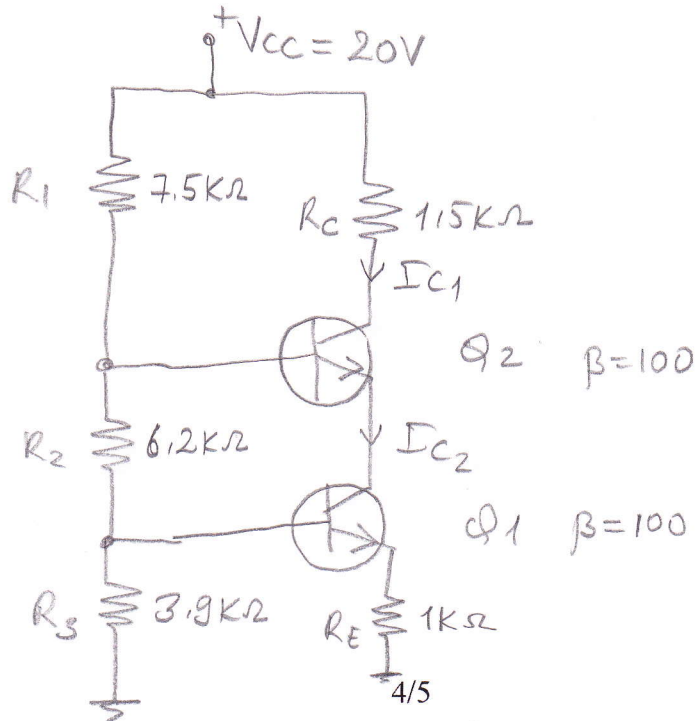 +VCC = 20V
R1 7.5KΩ
RC 1.5KΩ
IC1
Q2 β=100
R2 6.2KΩ
IC2
Q1 β=100
R3 3.9KΩ
RE 1KΩ
4/5